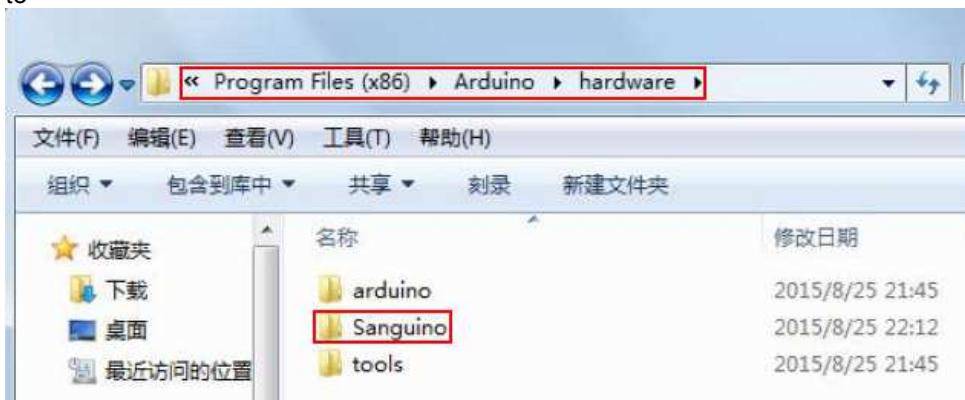 to
« Program Files (x86) ▸ Arduino ▸ hardware ▸
文件(F) 编辑(E) 查看(V) 工具(T) 帮助(H)
组织 包含到库中 共享 刻录 新建文件夹
收藏夹
下载
桌面
最近访问的位置
名称 修改日期
arduino 2015/8/25 21:45
Sanguino 2015/8/25 22:12
tools 2015/8/25 21:45